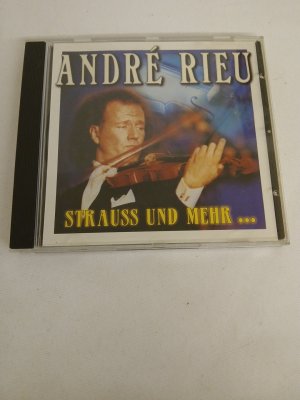 ANDRÉ RIEU
STRAUSS UND MEHR ...